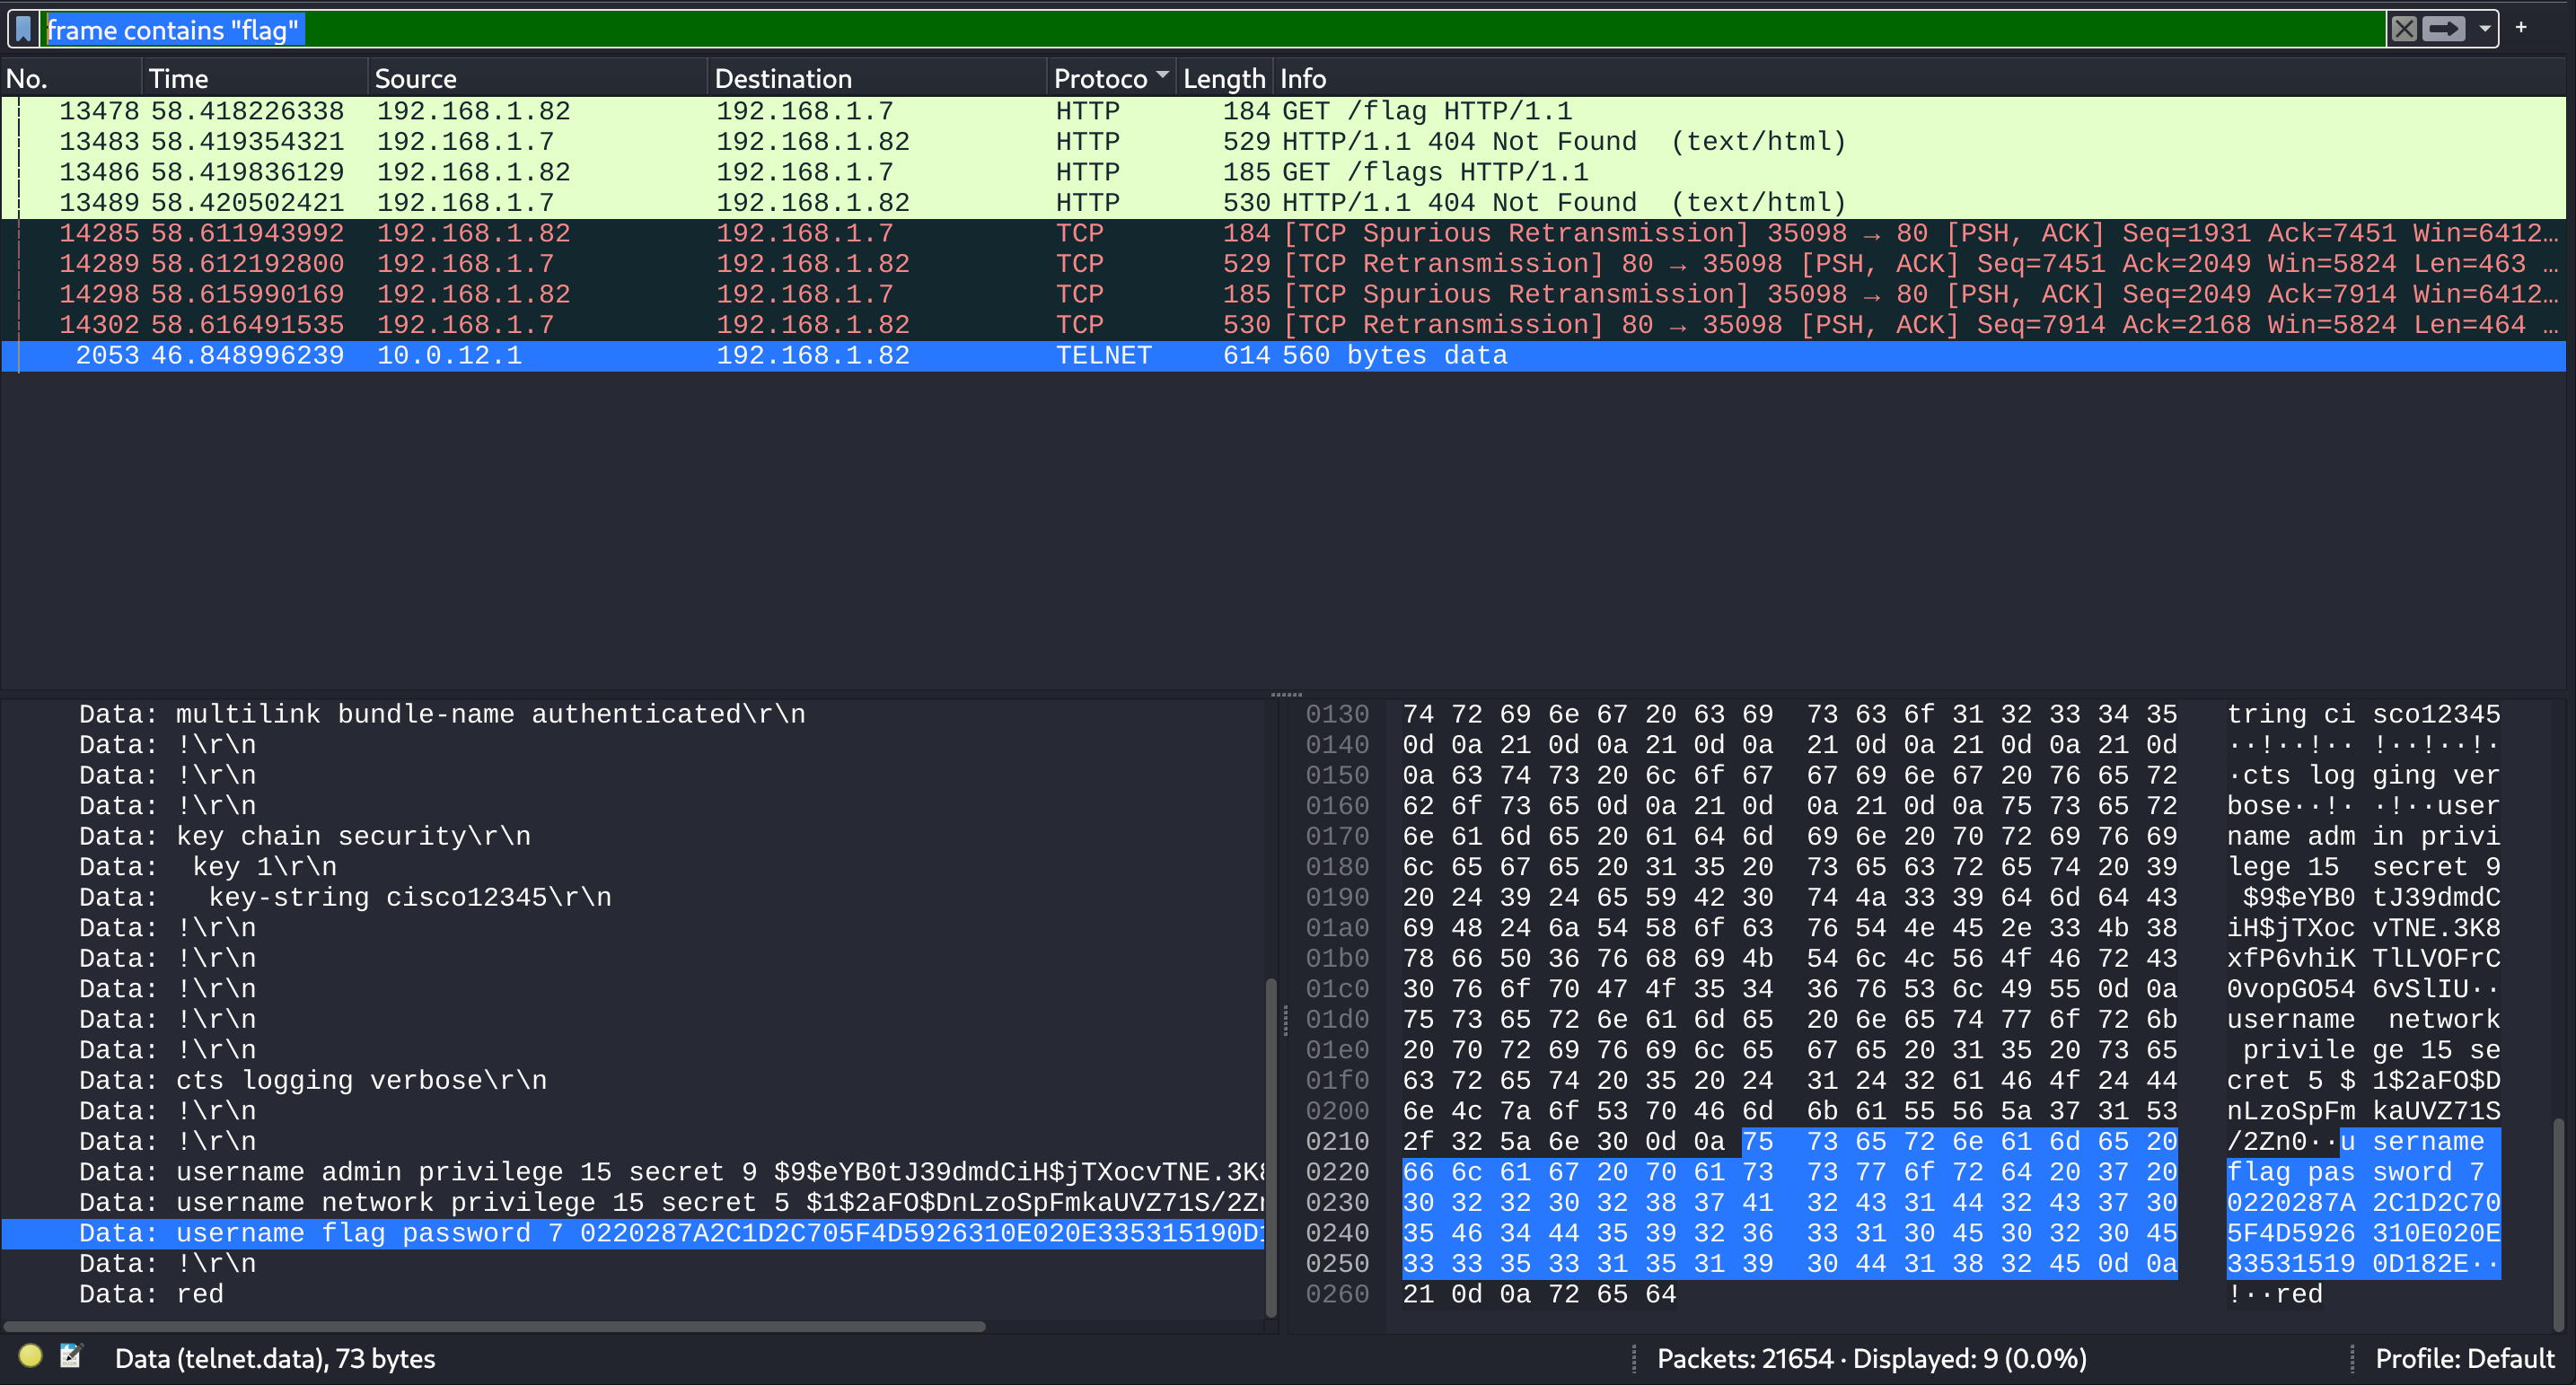 frame contains "flag"
+
No. Time Source Destination Protoco Length Info
13478 58.418226338 192.168.1.82 192.168.1.7 HTTP 184 GET /flag HTTP/1.1
13483 58.419354321 192.168.1.7 192.168.1.82 HTTP 529 HTTP/1.1 404 Not Found  (text/html)
13486 58.419836129 192.168.1.82 192.168.1.7 HTTP 185 GET /flags HTTP/1.1
13489 58.420502421 192.168.1.7 192.168.1.82 HTTP 530 HTTP/1.1 404 Not Found  (text/html)
14285 58.611943992 192.168.1.82 192.168.1.7 TCP 184 [TCP Spurious Retransmission] 35098 → 80 [PSH, ACK] Seq=1931 Ack=7451 Win=6412…
14289 58.612192800 192.168.1.7 192.168.1.82 TCP 529 [TCP Retransmission] 80 → 35098 [PSH, ACK] Seq=7451 Ack=2049 Win=5824 Len=463 …
14298 58.615990169 192.168.1.82 192.168.1.7 TCP 185 [TCP Spurious Retransmission] 35098 → 80 [PSH, ACK] Seq=2049 Ack=7914 Win=6412…
14302 58.616491535 192.168.1.7 192.168.1.82 TCP 530 [TCP Retransmission] 80 → 35098 [PSH, ACK] Seq=7914 Ack=2168 Win=5824 Len=464 …
2053 46.848996239 10.0.12.1 192.168.1.82 TELNET 614 560 bytes data
Data: multilink bundle-name authenticated\r\n
Data: !\r\n
Data: !\r\n
Data: !\r\n
Data: key chain security\r\n
Data:  key 1\r\n
Data:   key-string cisco12345\r\n
Data: !\r\n
Data: !\r\n
Data: !\r\n
Data: !\r\n
Data: !\r\n
Data: cts logging verbose\r\n
Data: !\r\n
Data: !\r\n
Data: username admin privilege 15 secret 9 $9$eYB0tJ39dmdCiH$jTXocvTNE.3K8
Data: username network privilege 15 secret 5 $1$2aFO$DnLzoSpFmkaUVZ71S/2Zn
Data: username flag password 7 0220287A2C1D2C705F4D5926310E020E335315190D1
Data: !\r\n
Data: red
0130 74 72 69 6e 67 20 63 69 73 63 6f 31 32 33 34 35 tring ci sco12345
0140 0d 0a 21 0d 0a 21 0d 0a 21 0d 0a 21 0d 0a 21 0d ··!··!·· !··!··!·
0150 0a 63 74 73 20 6c 6f 67 67 69 6e 67 20 76 65 72 ·cts log ging ver
0160 62 6f 73 65 0d 0a 21 0d 0a 21 0d 0a 75 73 65 72 bose··!· ·!··user
0170 6e 61 6d 65 20 61 64 6d 69 6e 20 70 72 69 76 69 name adm in privi
0180 6c 65 67 65 20 31 35 20 73 65 63 72 65 74 20 39 lege 15  secret 9
0190 20 24 39 24 65 59 42 30 74 4a 33 39 64 6d 64 43  $9$eYB0 tJ39dmdC
01a0 69 48 24 6a 54 58 6f 63 76 54 4e 45 2e 33 4b 38 iH$jTXoc vTNE.3K8
01b0 78 66 50 36 76 68 69 4b 54 6c 4c 56 4f 46 72 43 xfP6vhiK TlLVOFrC
01c0 30 76 6f 70 47 4f 35 34 36 76 53 6c 49 55 0d 0a 0vopGO54 6vSlIU··
01d0 75 73 65 72 6e 61 6d 65 20 6e 65 74 77 6f 72 6b username  network
01e0 20 70 72 69 76 69 6c 65 67 65 20 31 35 20 73 65  privile ge 15 se
01f0 63 72 65 74 20 35 20 24 31 24 32 61 46 4f 24 44 cret 5 $ 1$2aFO$D
0200 6e 4c 7a 6f 53 70 46 6d 6b 61 55 56 5a 37 31 53 nLzoSpFm kaUVZ71S
0210 2f 32 5a 6e 30 0d 0a 75 73 65 72 6e 61 6d 65 20 /2Zn0··u sername 
0220 66 6c 61 67 20 70 61 73 73 77 6f 72 64 20 37 20 flag pas sword 7 
0230 30 32 32 30 32 38 37 41 32 43 31 44 32 43 37 30 0220287A 2C1D2C70
0240 35 46 34 44 35 39 32 36 33 31 30 45 30 32 30 45 5F4D5926 310E020E
0250 33 33 35 33 31 35 31 39 30 44 31 38 32 45 0d 0a 33531519 0D182E··
0260 21 0d 0a 72 65 64 !··red
Data (telnet.data), 73 bytes
Packets: 21654 · Displayed: 9 (0.0%)
Profile: Default